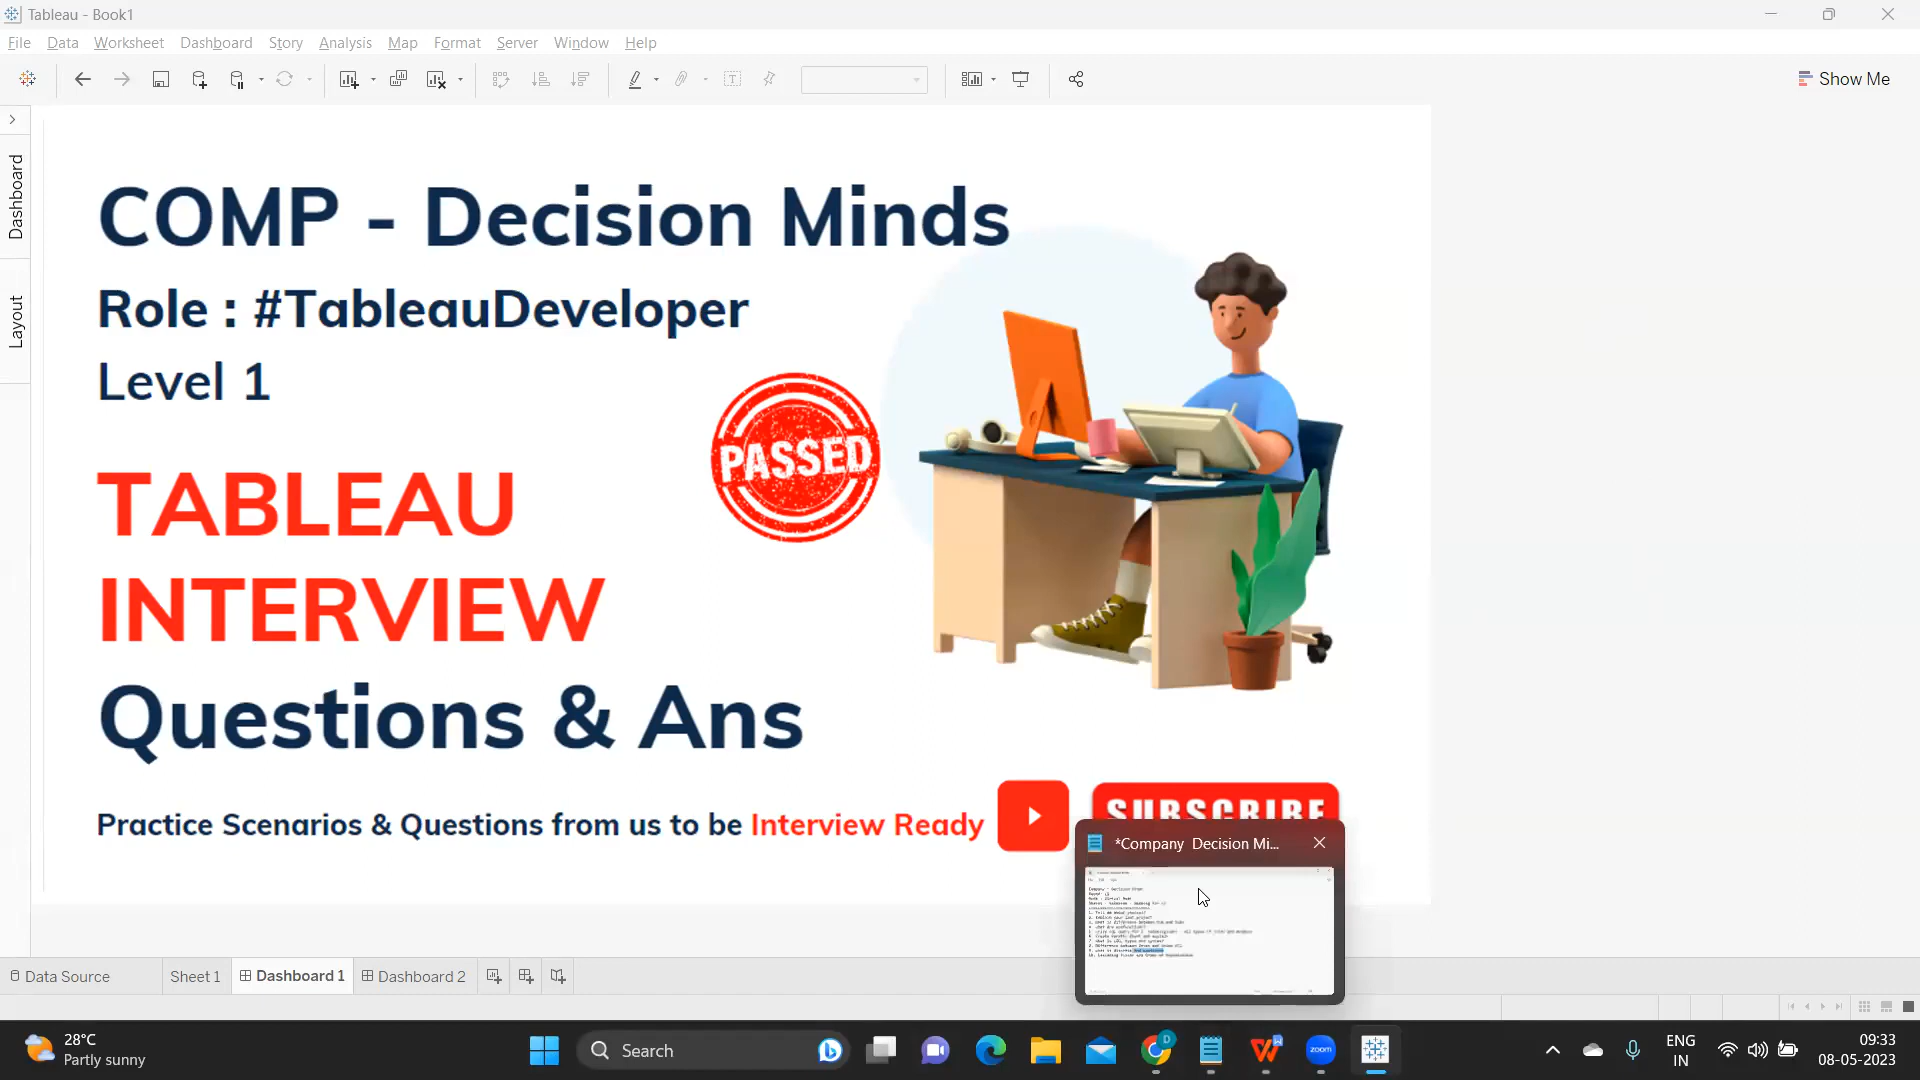 Tableau - Book1
File Data Worksheet Dashboard Story Analysis Map Format Server Window Help
Show Me
Dashboard
Layout
COMP - Decision Minds
Role : #TableauDeveloper
Level 1
PASSED
TABLEAU
INTERVIEW
Questions & Ans
Practice Scenarios & Questions from us to be Interview Ready
SUBSCRIBE
*Company Decision Mi...
Data Source Sheet 1 Dashboard 1 Dashboard 2
28°C
Partly sunny
Search
D
W
zoom
ENG
IN
09:33
08-05-2023